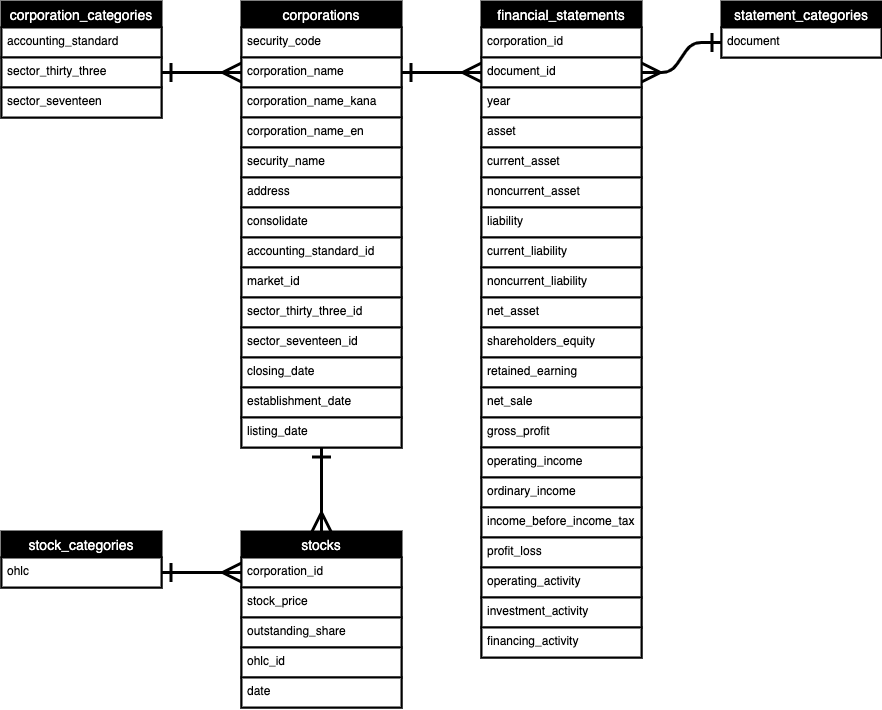 corporation_categories
accounting_standard
sector_thirty_three
sector_seventeen
corporations
security_code
corporation_name
corporation_name_kana
corporation_name_en
security_name
address
consolidate
accounting_standard_id
market_id
sector_thirty_three_id
sector_seventeen_id
closing_date
establishment_date
listing_date
financial_statements
corporation_id
document_id
year
asset
current_asset
noncurrent_asset
liability
current_liability
noncurrent_liability
net_asset
shareholders_equity
retained_earning
net_sale
gross_profit
operating_income
ordinary_income
income_before_income_tax
profit_loss
operating_activity
investment_activity
financing_activity
statement_categories
document
stock_categories
ohlc
stocks
corporation_id
stock_price
outstanding_share
ohlc_id
date